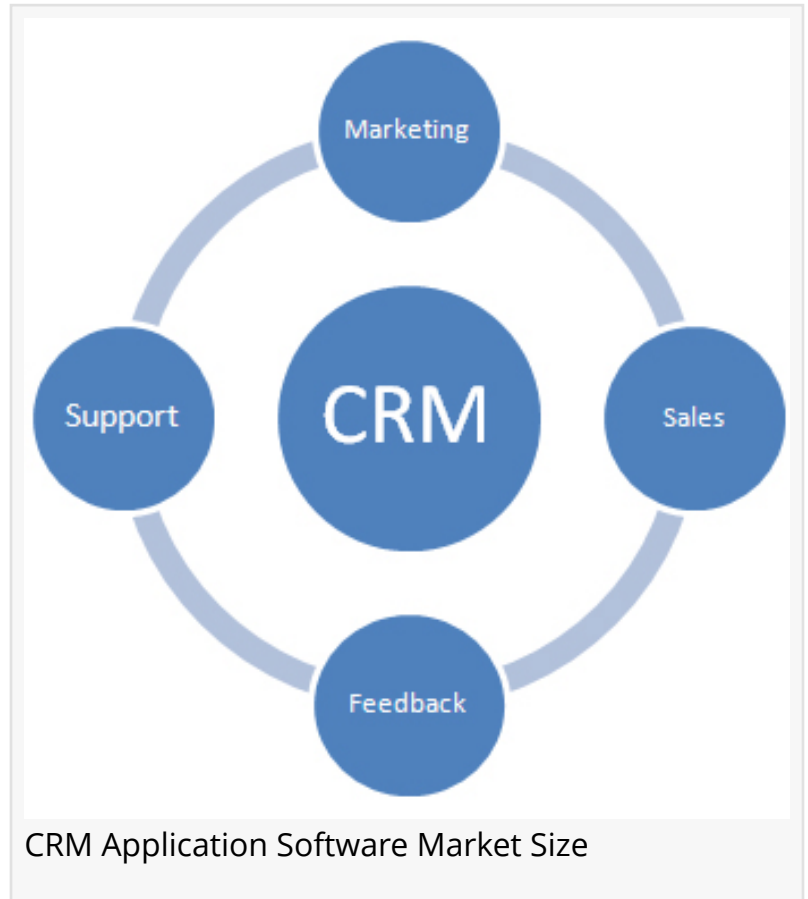 Marketing
Support
CRM
Sales
Feedback
CRM Application Software Market Size